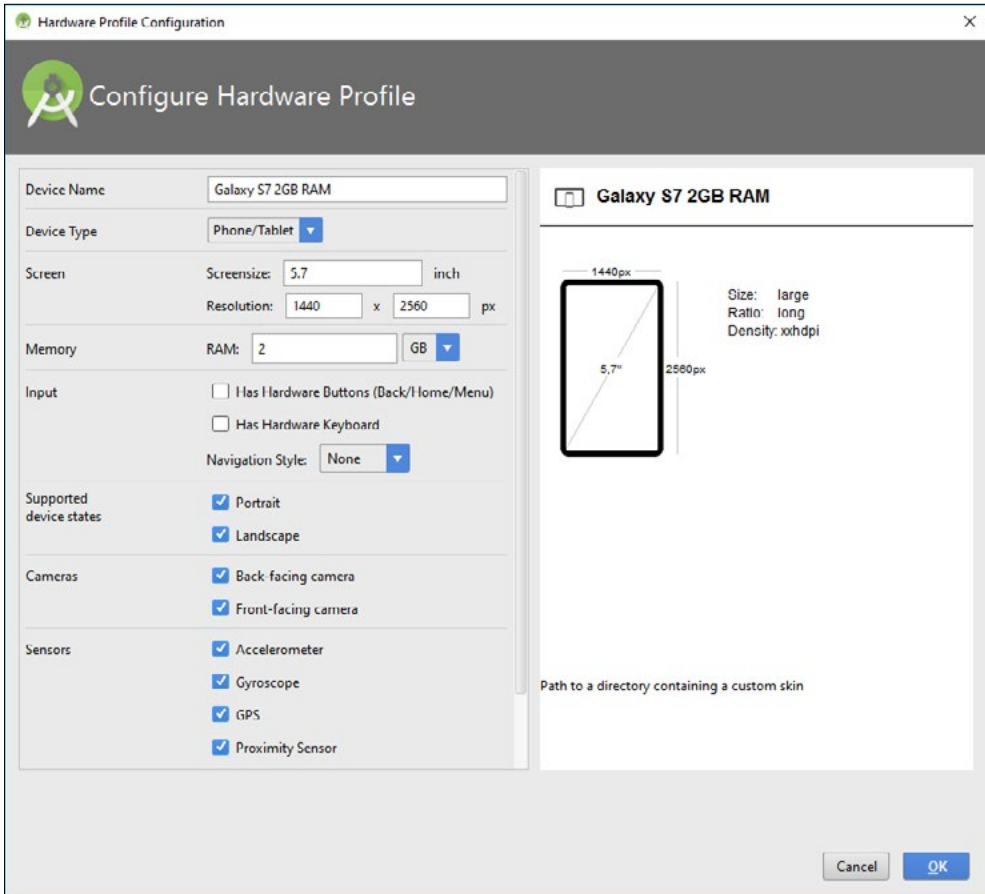 Hardware Profile Configuration
Configure Hardware Profile
Device Name Galaxy S7 2GB RAM
Device Type Phone/Tablet
Screen Screensize: 5.7 inch
Resolution: 1440 x 2560 px
Memory RAM: 2 GB
Input Has Hardware Buttons (Back/Home/Menu)
Has Hardware Keyboard
Navigation Style: None
Supported
device states
Portrait
Landscape
Cameras Back-facing camera
Front-facing camera
Sensors Accelerometer
Gyroscope
GPS
Proximity Sensor
Galaxy S7 2GB RAM
1440px
5,7"
2560px
Size: large
Ratio: long
Density: xxhdpi
Path to a directory containing a custom skin
Cancel
OK